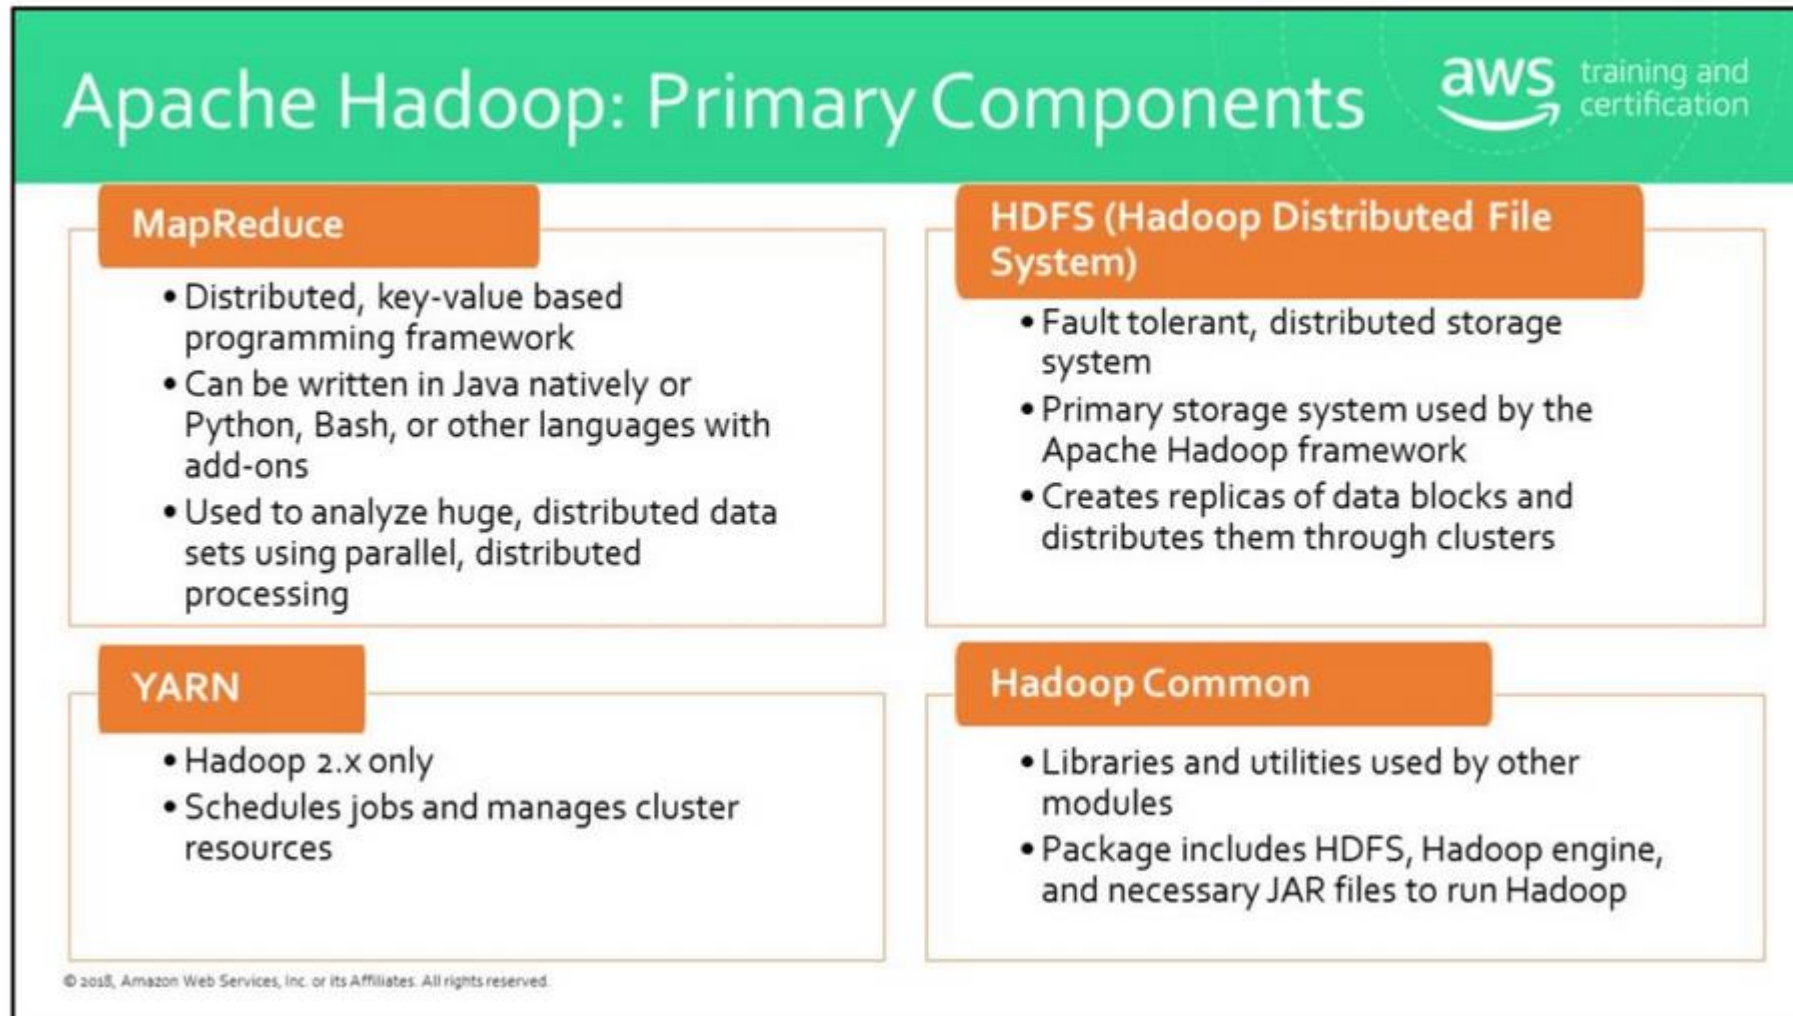 Apache Hadoop: Primary Components
aws training and
certification
MapReduce
• Distributed, key-value based
programming framework
• Can be written in Java natively or
Python, Bash, or other languages with
add-ons
• Used to analyze huge, distributed data
sets using parallel, distributed
processing
HDFS (Hadoop Distributed File
System)
• Fault tolerant, distributed storage
system
• Primary storage system used by the
Apache Hadoop framework
• Creates replicas of data blocks and
distributes them through clusters
YARN
• Hadoop 2.x only
• Schedules jobs and manages cluster
resources
Hadoop Common
• Libraries and utilities used by other
modules
• Package includes HDFS, Hadoop engine,
and necessary JAR files to run Hadoop
© 2018, Amazon Web Services, Inc. or its Affiliates. All rights reserved.